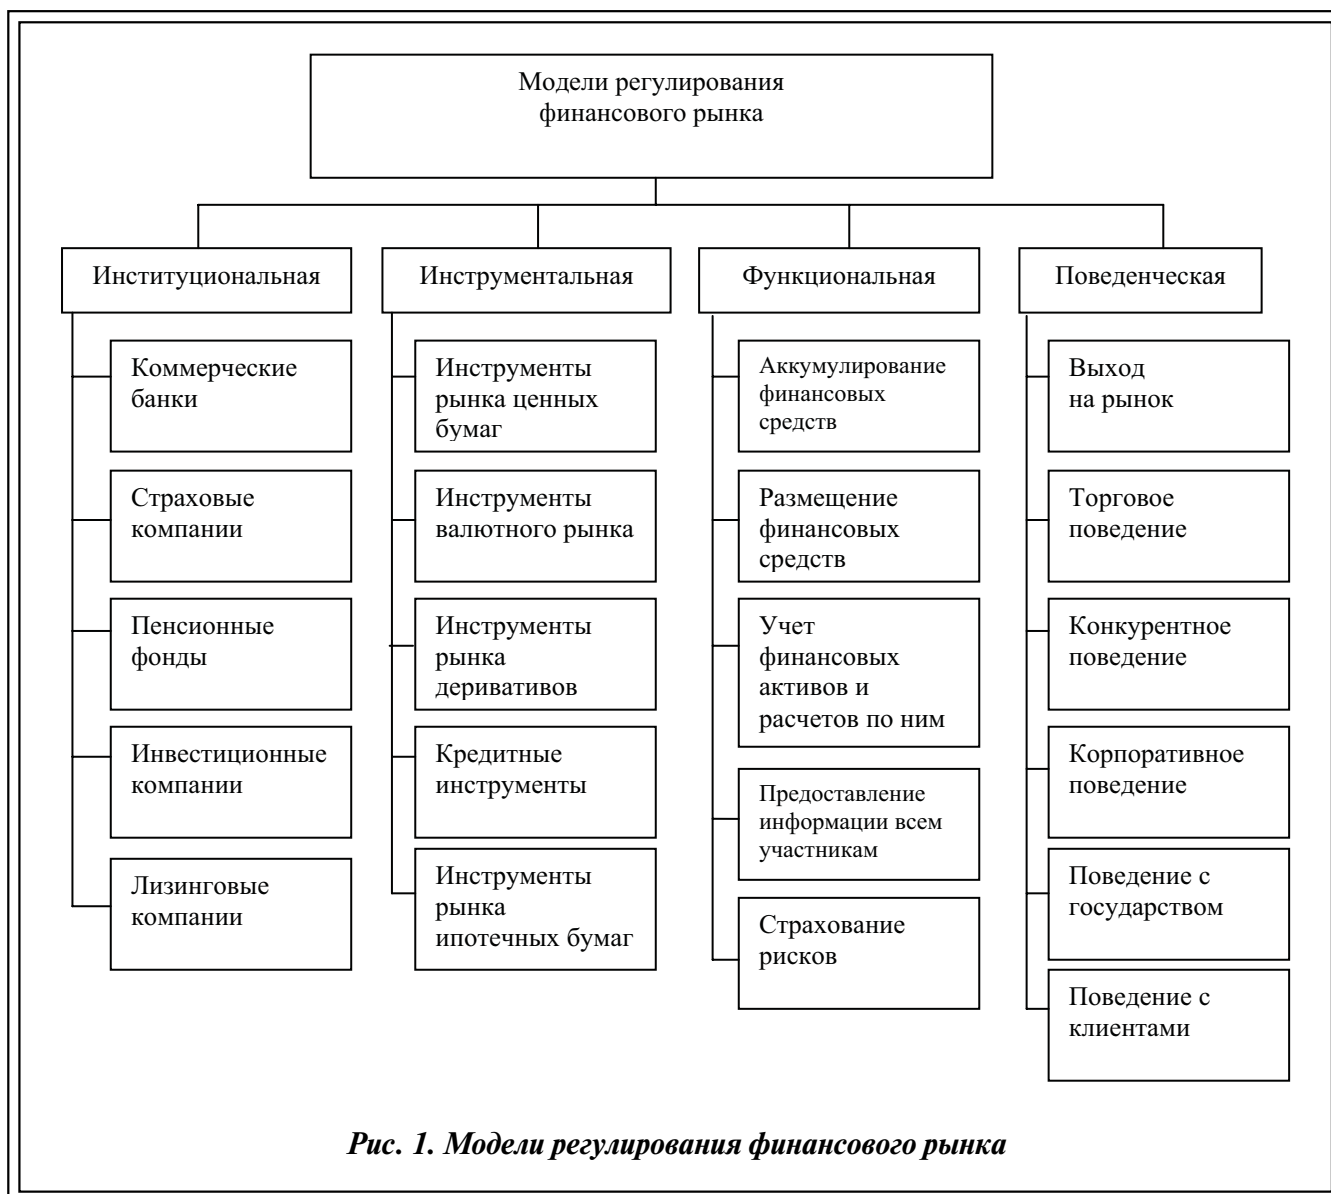 Модели регулирования
финансового рынка
Институциональная
Коммерческие
банки
Страховые
компании
Пенсионные
фонды
Инвестиционные
компании
Лизинговые
компании
Инструментальная
Инструменты
рынка ценных
бумаг
Инструменты
валютного рынка
Инструменты
рынка
деривативов
Кредитные
инструменты
Инструменты
рынка
ипотечных бумаг
Функциональная
Аккумулирование
финансовых
средств
Размещение
финансовых
средств
Учет
финансовых
активов и
расчетов по ним
Предоставление
информации всем
участникам
Страхование
рисков
Поведенческая
Выход
на рынок
Торговое
поведение
Конкурентное
поведение
Корпоративное
поведение
Поведение с
государством
Поведение с
клиентами
Рис. 1. Модели регулирования финансового рынка